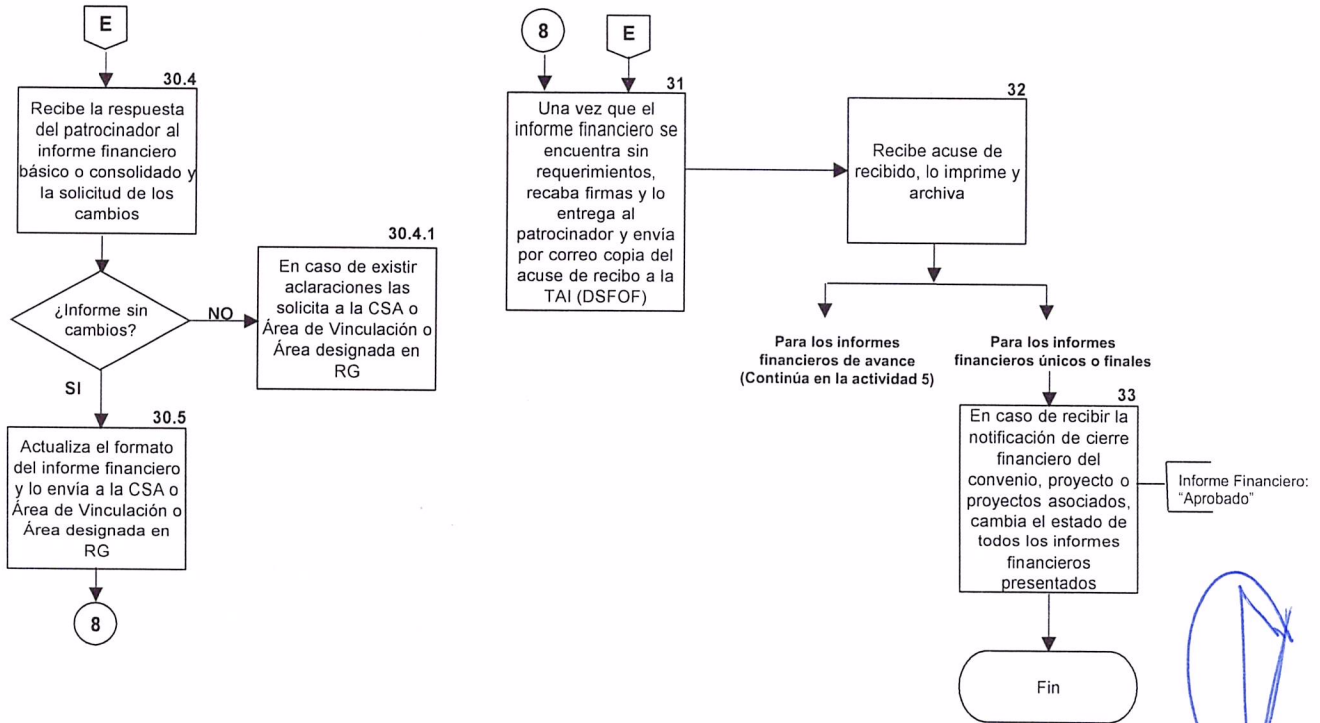 E
30.4
Recibe la respuesta
del patrocinador al
informe financiero
básico o consolidado y
la solicitud de los
cambios
¿Informe sin
cambios?
NO
SI
30.4.1
En caso de existir
aclaraciones las
solicita a la CSA o
Área de Vinculación o
Área designada en
RG
30.5
Actualiza el formato
del informe financiero
y lo envía a la CSA o
Área de Vinculación o
Área designada en
RG
8
8
E
31
Una vez que el
informe financiero se
encuentra sin
requerimientos,
recaba firmas y lo
entrega al
patrocinador y envía
por correo copia del
acuse de recibo a la
TAI (DSFOF)
32
Recibe acuse de
recibido, lo imprime y
archiva
Para los informes
financieros de avance
(Continúa en la actividad 5)
Para los informes
financieros únicos o finales
33
En caso de recibir la
notificación de cierre
financiero del
convenio, proyecto o
proyectos asociados,
cambia el estado de
todos los informes
financieros
presentados
Informe Financiero:
“Aprobado”
Fin